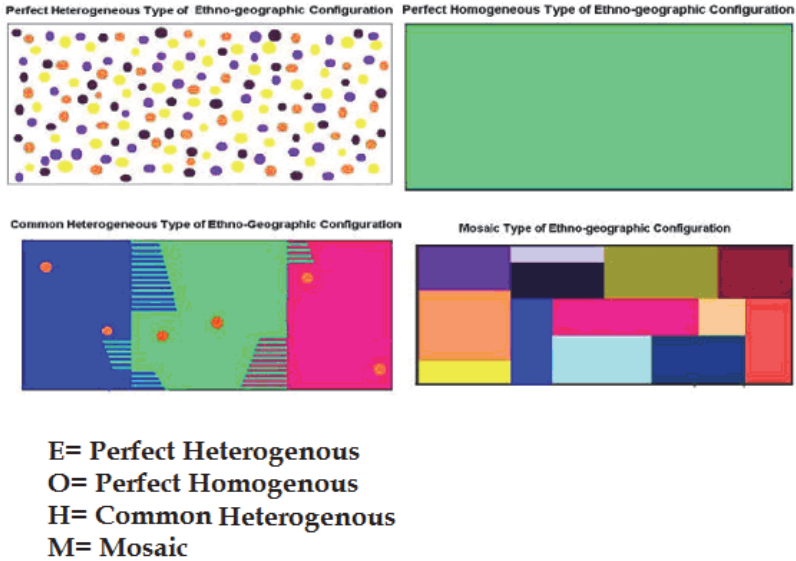 Perfect Heterogeneous Type of Ethno-geographic Configuration
Perfect Homogeneous Type of Ethno-geographic Configuration
Common Heterogeneous Type of Ethno-Geographic Configuration
Mosaic Type of Ethno-geographic Configuration
E= Perfect Heterogenous
O= Perfect Homogenous
H= Common Heterogenous
M= Mosaic